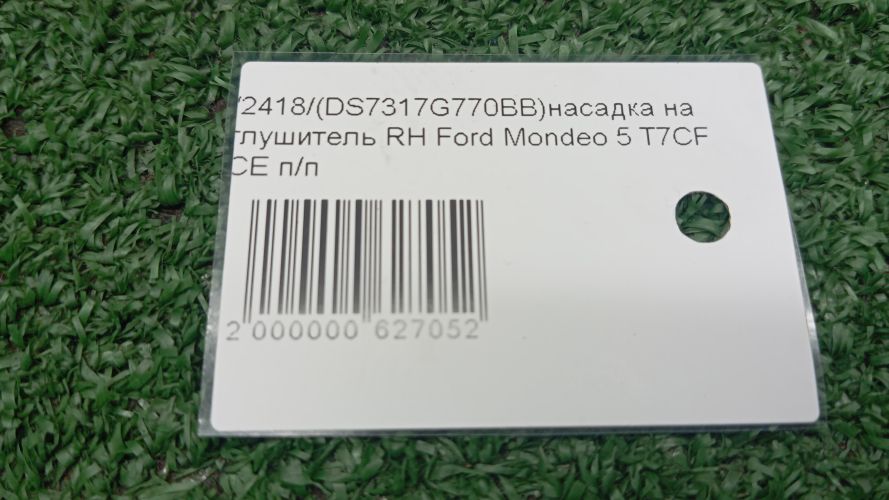 /2418/(DS7317G770BB)насадка на
глушитель RH Ford Mondeo 5 T7CF
CE п/п
2 000000 627052